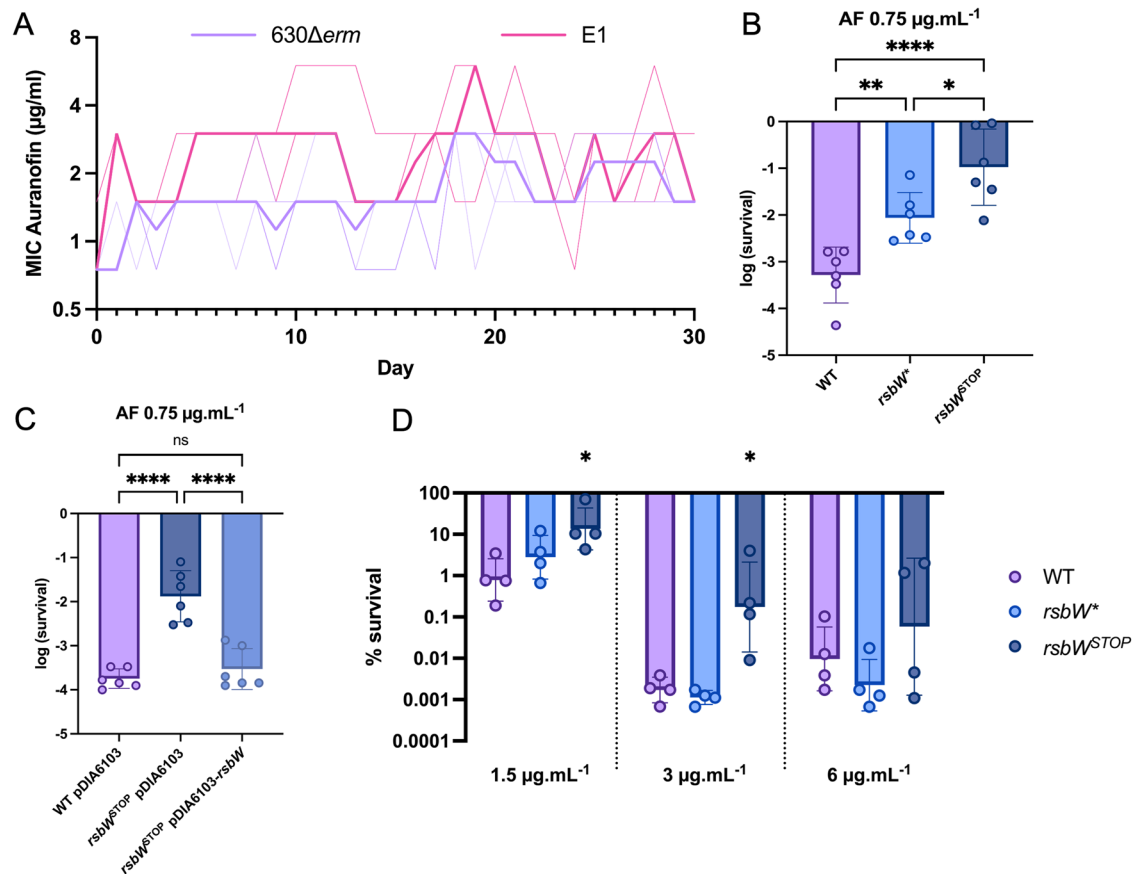 A
630Δerm
E1
MIC Auranofin (µg/ml)
8
4
2
1
0.5
0
10
20
30
Day
B
AF 0.75 µg.mL-1
****
**
*
log (survival)
0
-1
-2
-3
-4
-5
WT
rsbW*
rsbWSTOP
C
AF 0.75 µg.mL-1
ns
****
****
log (survival)
0
-1
-2
-3
-4
-5
WT pDIA6103
rsbWSTOP pDIA6103
rsbWSTOP pDIA6103-rsbW
D
*
*
% survival
100
10
1
0.1
0.01
0.001
0.0001
1.5 µg.mL-1
3 µg.mL-1
6 µg.mL-1
WT
rsbW*
rsbWSTOP